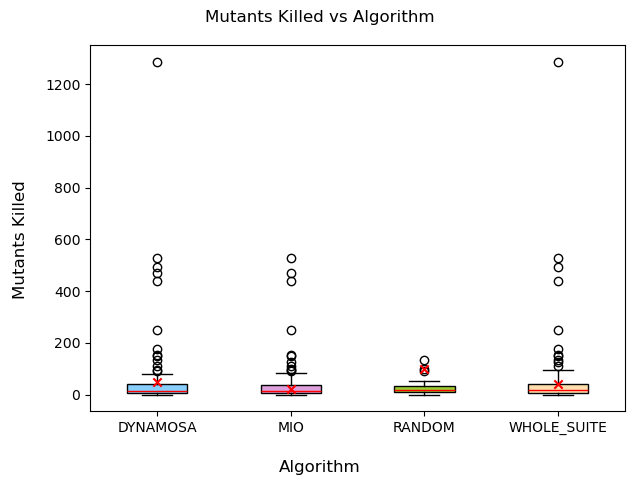 Mutants Killed vs Algorithm
Mutants Killed
1200
1000
800
600
400
200
0
DYNAMOSA MIO RANDOM WHOLE_SUITE
Algorithm